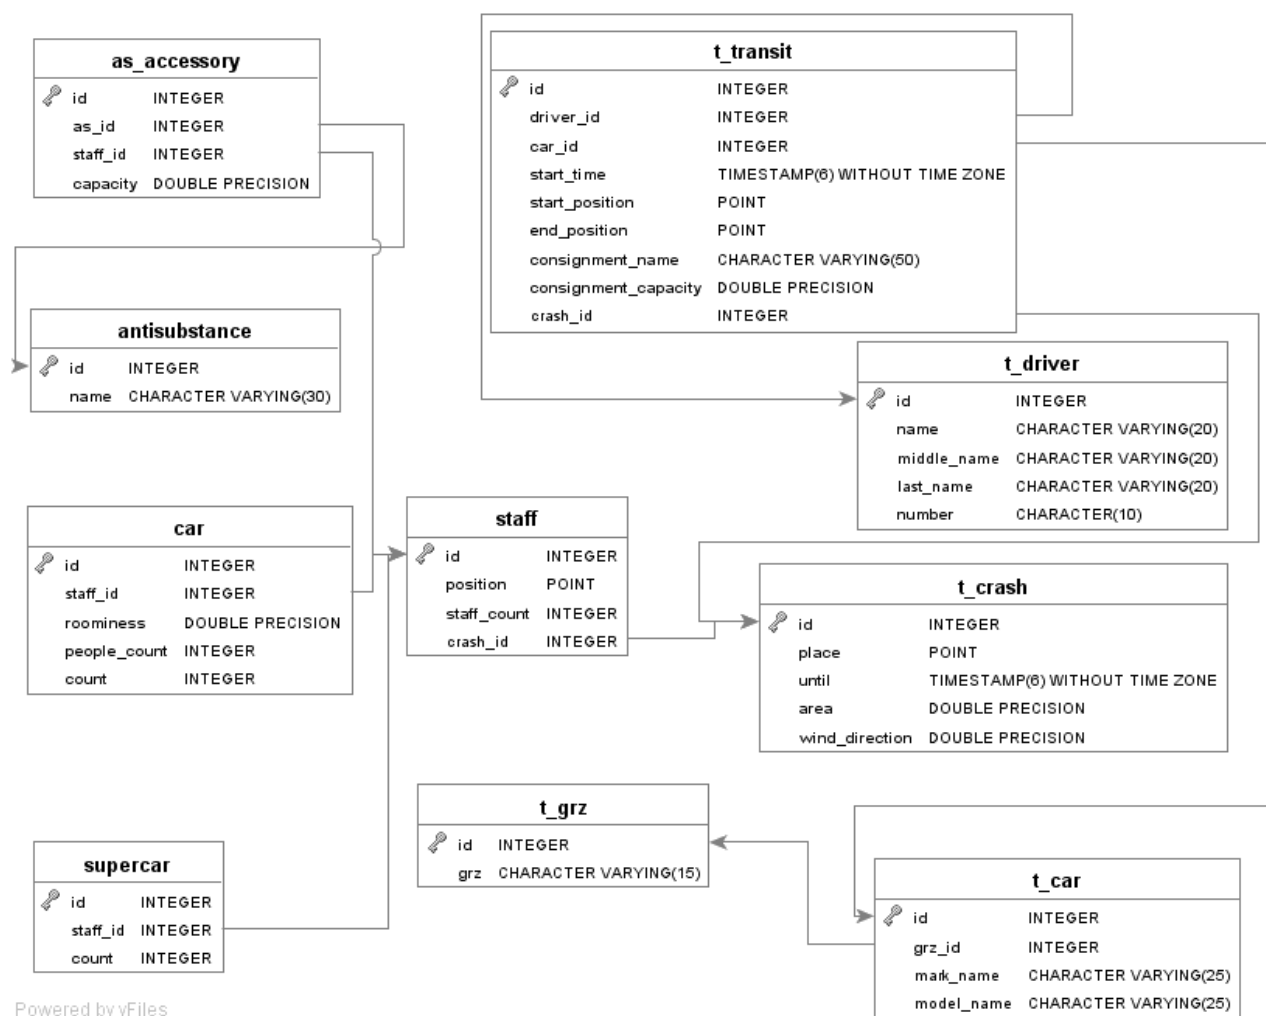 as_accessory
id INTEGER
as_id INTEGER
staff_id INTEGER
capacity DOUBLE PRECISION
t_transit
id INTEGER
driver_id INTEGER
car_id INTEGER
start_time TIMESTAMP(6) WITHOUT TIME ZONE
start_position POINT
end_position POINT
consignment_name CHARACTER VARYING(50)
consignment_capacity DOUBLE PRECISION
crash_id INTEGER
antisubstance
id INTEGER
name CHARACTER VARYING(30)
t_driver
id INTEGER
name CHARACTER VARYING(20)
middle_name CHARACTER VARYING(20)
last_name CHARACTER VARYING(20)
number CHARACTER(10)
car
id INTEGER
staff_id INTEGER
roominess DOUBLE PRECISION
people_count INTEGER
count INTEGER
staff
id INTEGER
position POINT
staff_count INTEGER
crash_id INTEGER
t_crash
id INTEGER
place POINT
until TIMESTAMP(6) WITHOUT TIME ZONE
area DOUBLE PRECISION
wind_direction DOUBLE PRECISION
t_grz
id INTEGER
grz CHARACTER VARYING(15)
supercar
id INTEGER
staff_id INTEGER
count INTEGER
t_car
id INTEGER
grz_id INTEGER
mark_name CHARACTER VARYING(25)
model_name CHARACTER VARYING(25)
Powered by yFiles